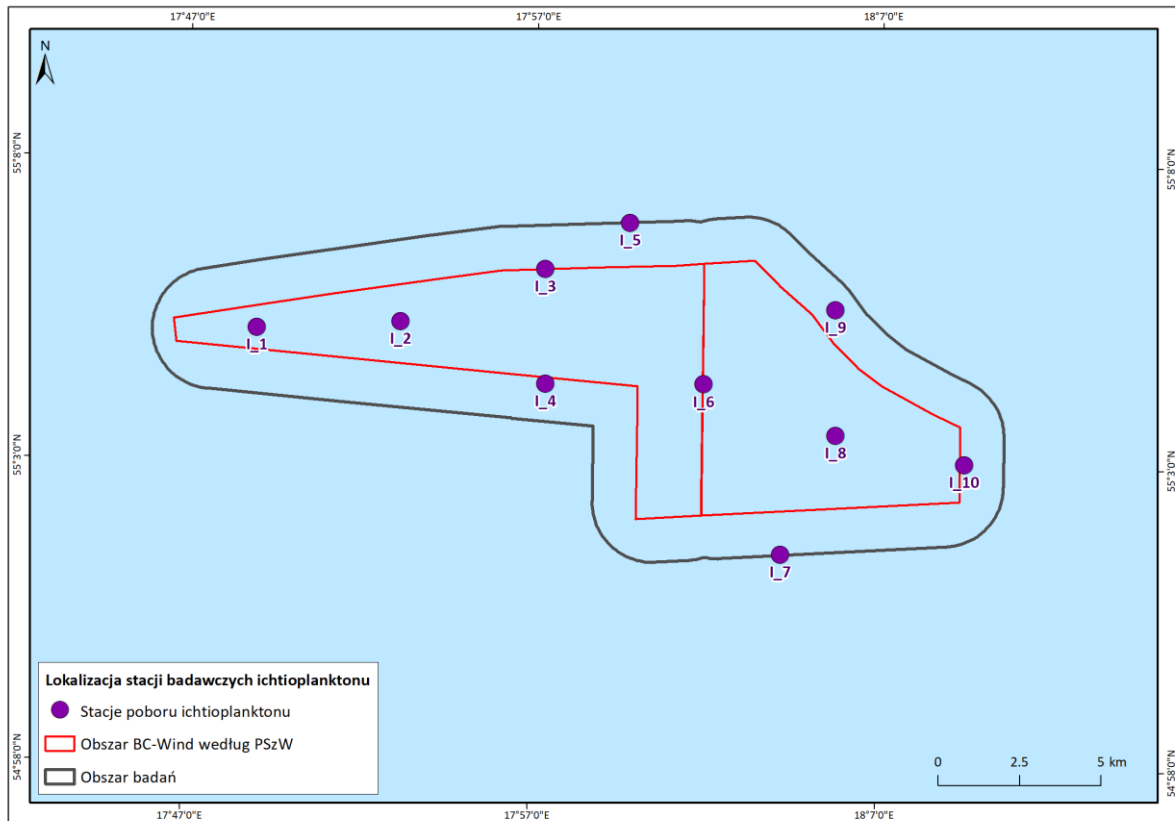 17°47'0"E 17°57'0"E 18°7'0"E
N
55°8'0"N 55°8'0"N
I_5
I_3
I_9
I_1
I_2
I_4
I_6
I_8
55°3'0"N 55°3'0"N
I_10
I_7
Lokalizacja stacji badawczych ichtioplanktonu
Stacje poboru ichtioplanktonu
Obszar BC-Wind według PSzW
Obszar badań
0 2.5 5 km
54°58'0"N 54°58'0"N
17°47'0"E 17°57'0"E 18°7'0"E